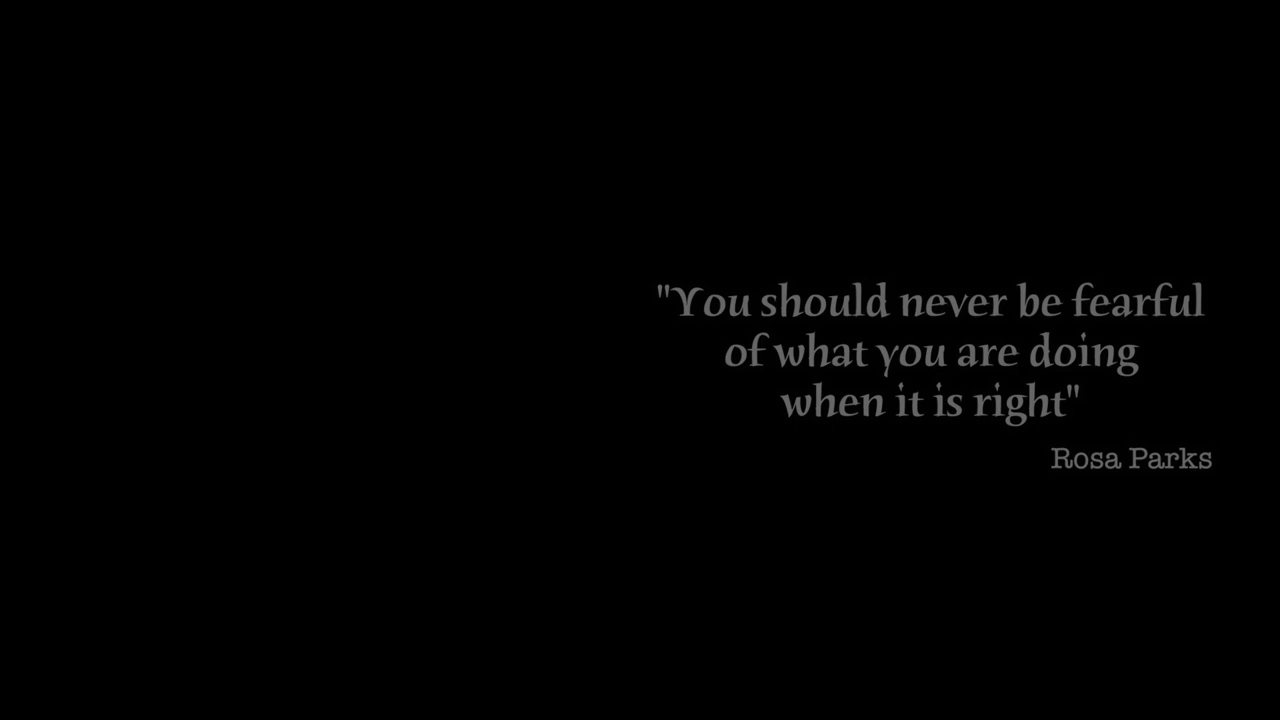 "You should never be fearful
of what you are doing
when it is right"
Rosa Parks